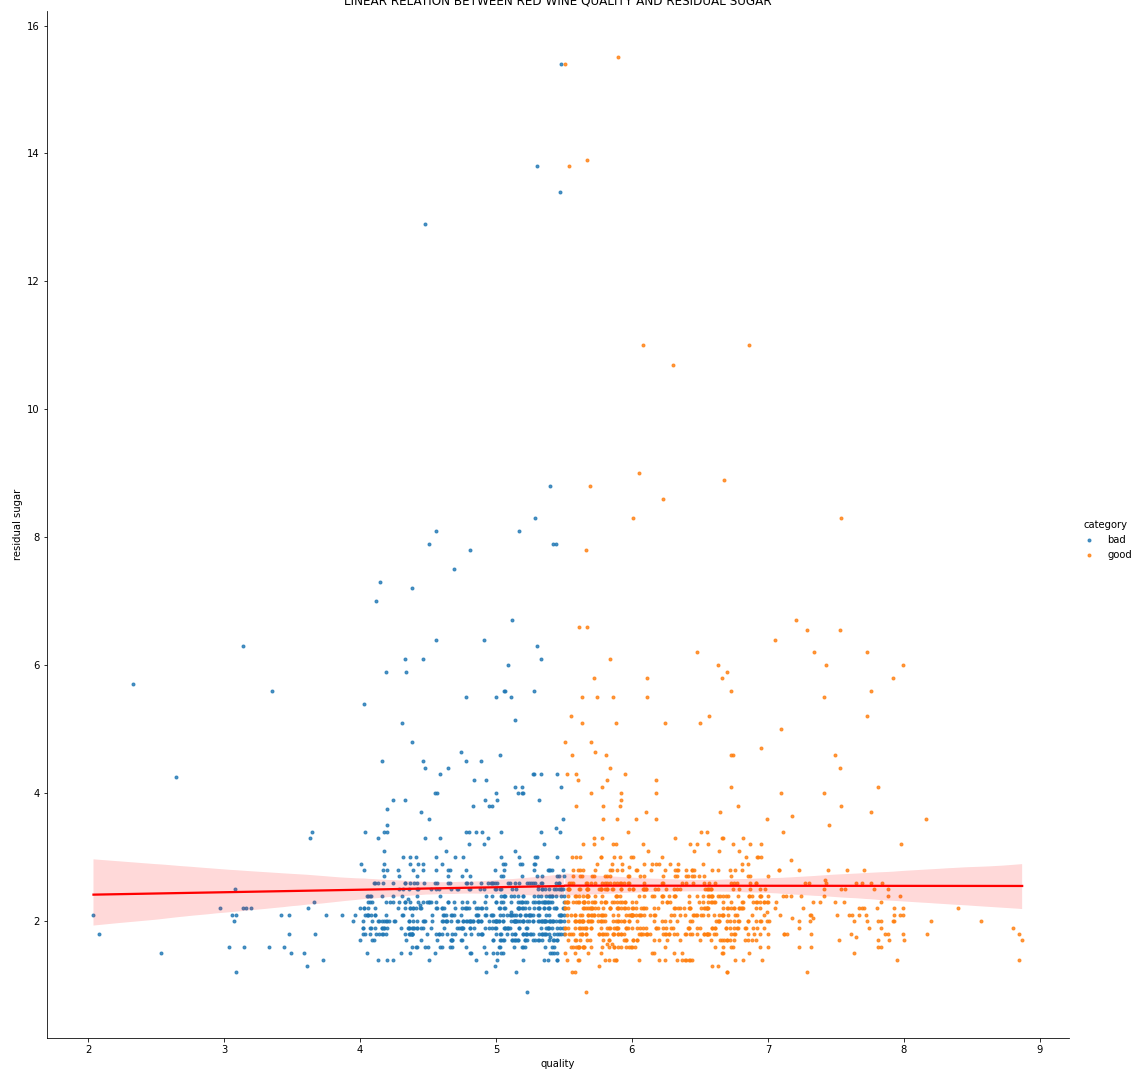 LINEAR RELATION BETWEEN RED WINE QUALITY AND RESIDUAL SUGAR
16
14
12
10
8
6
4
2
residual sugar
2 3 4 5 6 7 8 9
quality
category
bad
good